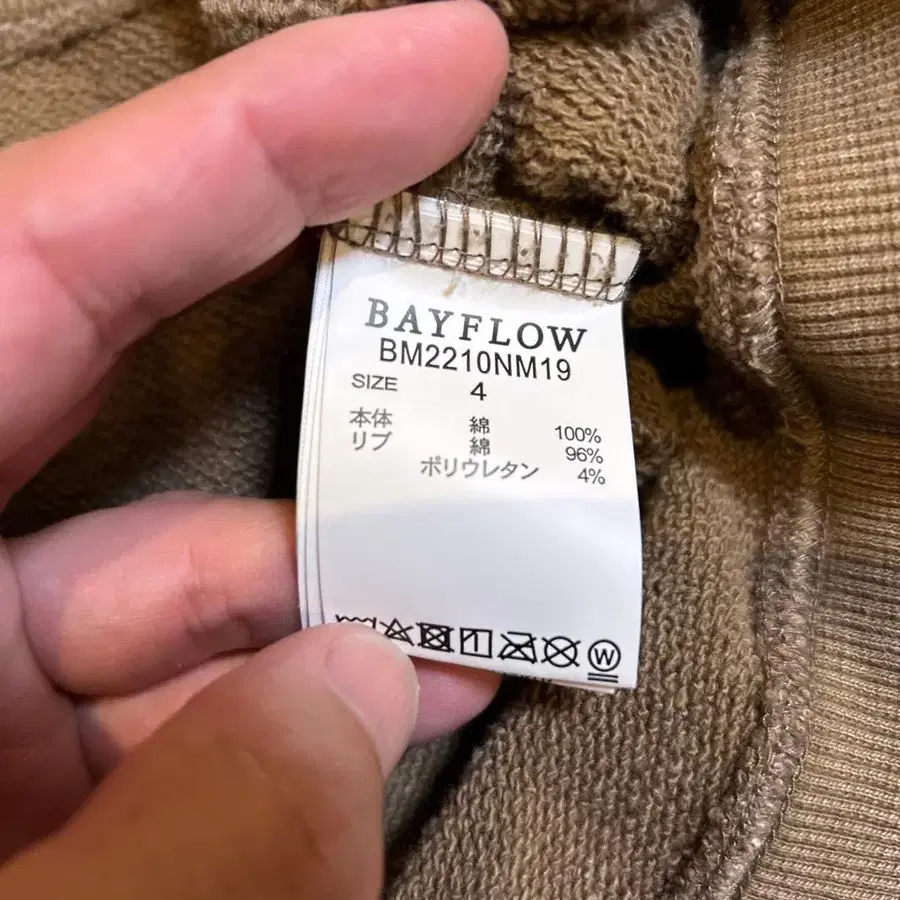 BAYFLOW
BM2210NM19
SIZE 4
本体 綿 100%
リブ 綿 96%
ポリウレタン 4%
W